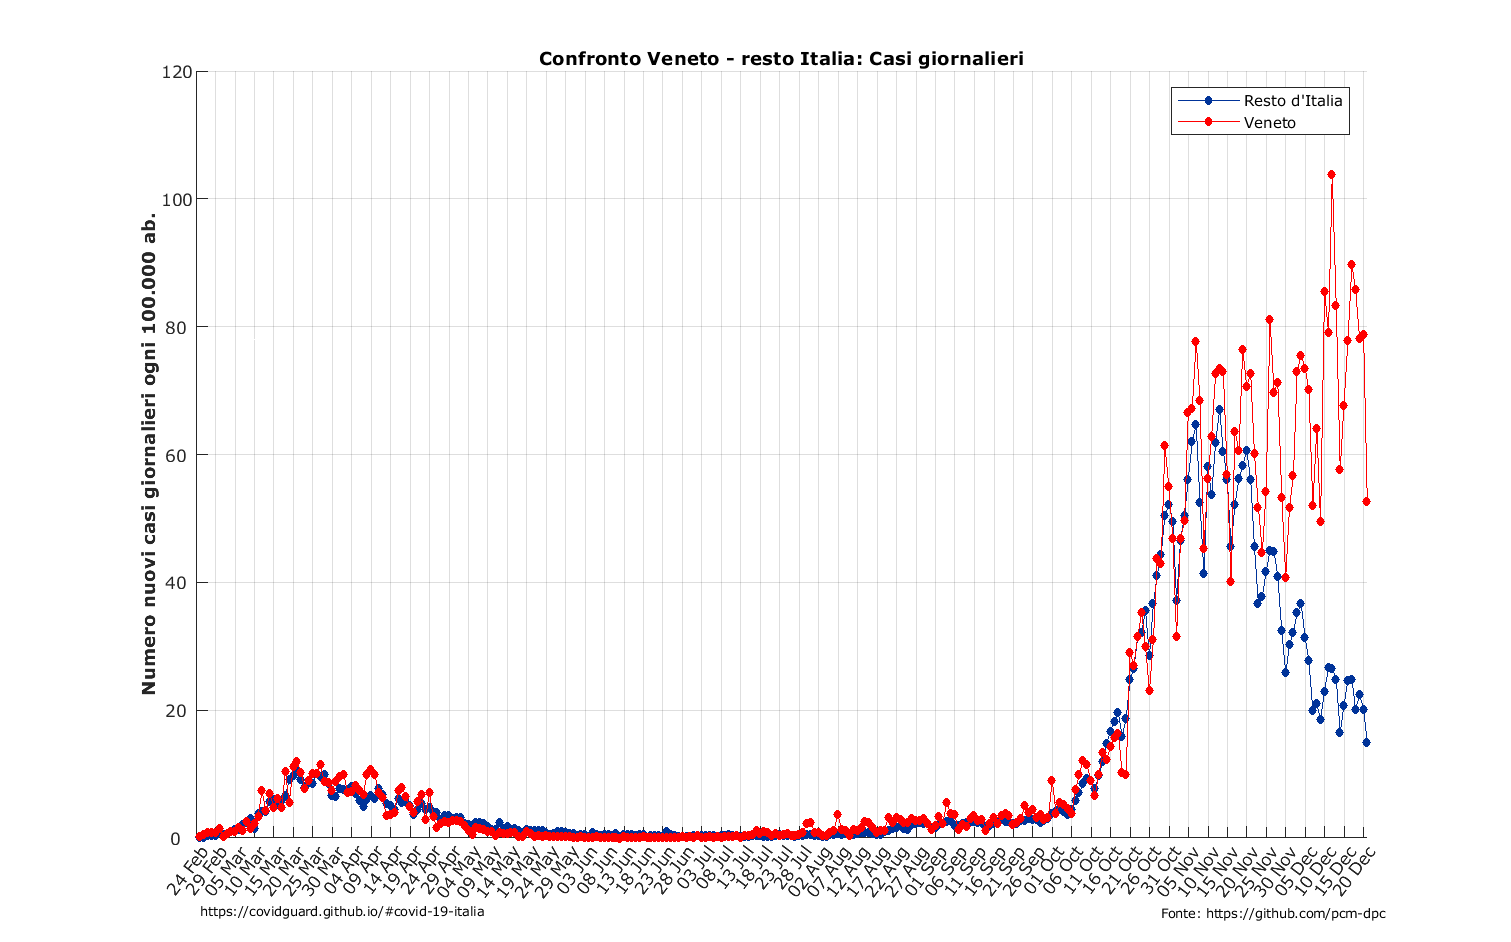 Confronto Veneto - resto Italia: Casi giornalieri
120
100
80
60
40
20
0
Numero nuovi casi giornalieri ogni 100.000 ab.
Resto d'Italia
Veneto
24 Feb
29 Feb
05 Mar
10 Mar
15 Mar
20 Mar
25 Mar
30 Mar
04 Apr
09 Apr
14 Apr
19 Apr
24 Apr
29 Apr
04 May
09 May
14 May
19 May
24 May
29 May
03 Jun
08 Jun
13 Jun
18 Jun
23 Jun
28 Jun
03 Jul
08 Jul
13 Jul
18 Jul
23 Jul
28 Jul
02 Aug
07 Aug
12 Aug
17 Aug
22 Aug
27 Aug
01 Sep
06 Sep
11 Sep
16 Sep
21 Sep
26 Sep
01 Oct
06 Oct
11 Oct
16 Oct
21 Oct
26 Oct
31 Oct
05 Nov
10 Nov
15 Nov
20 Nov
25 Nov
30 Nov
05 Dec
10 Dec
15 Dec
20 Dec
https://covidguard.github.io/#covid-19-italia
Fonte: https://github.com/pcm-dpc